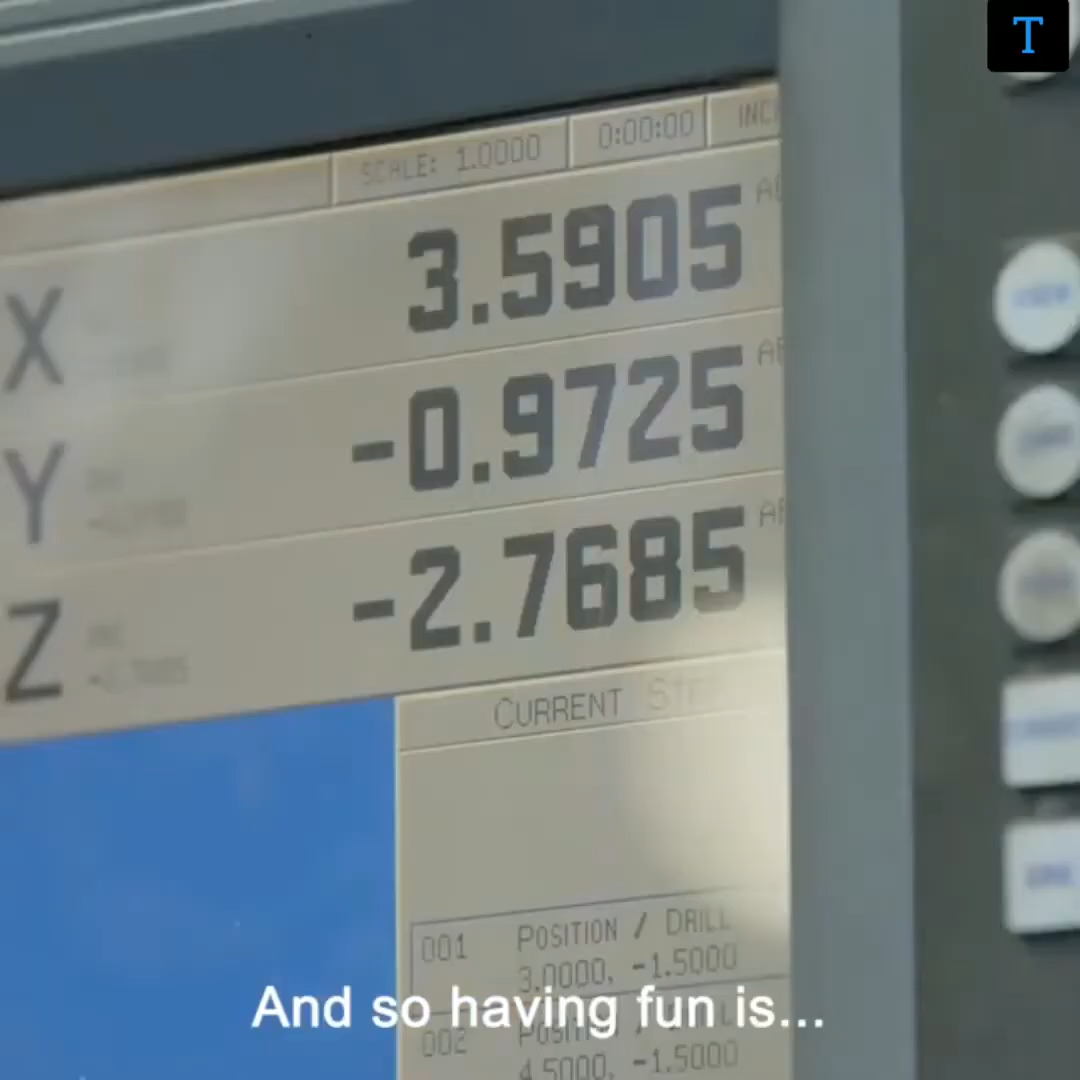 T
SCALE: 1.0000 0:00:00 INC
X 3.5905
Y -0.9725
Z -2.7685
CURRENT
001 POSITION / DRILL
3.0000, -1.5000
And so having fun is...
002
4.5000, -1.5000